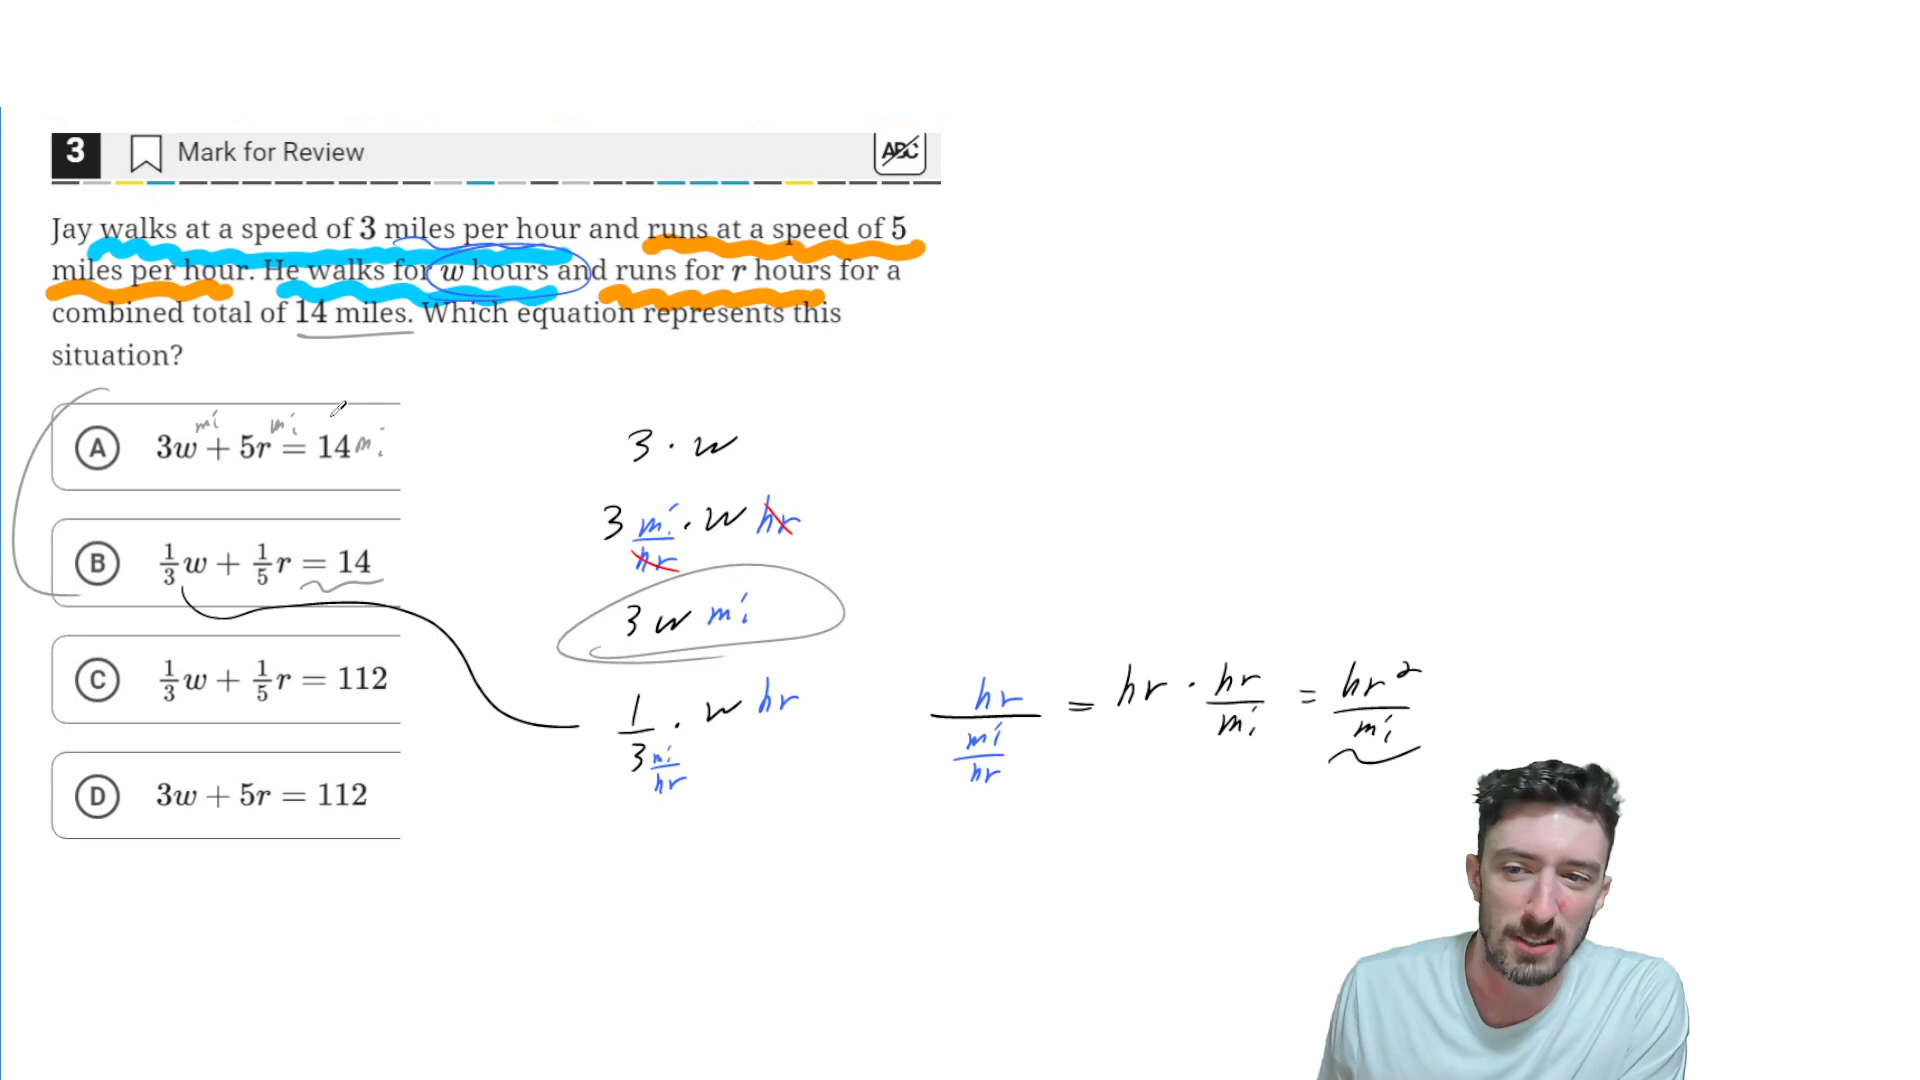 3 Mark for Review ABC
Jay walks at a speed of 3 miles per hour and runs at a speed of 5
miles per hour. He walks for w hours and runs for r hours for a
combined total of 14 miles. Which equation represents this
situation?
mi mi
A 3w + 5r = 14 mi
B 1/3 w + 1/5 r = 14
C 1/3 w + 1/5 r = 112
D 3w + 5r = 112
3 · w
3 mi/hr · w hr
3 w mi
1/(3 mi/hr) · w hr
hr/(mi/hr) = hr · hr/mi = hr²/mi